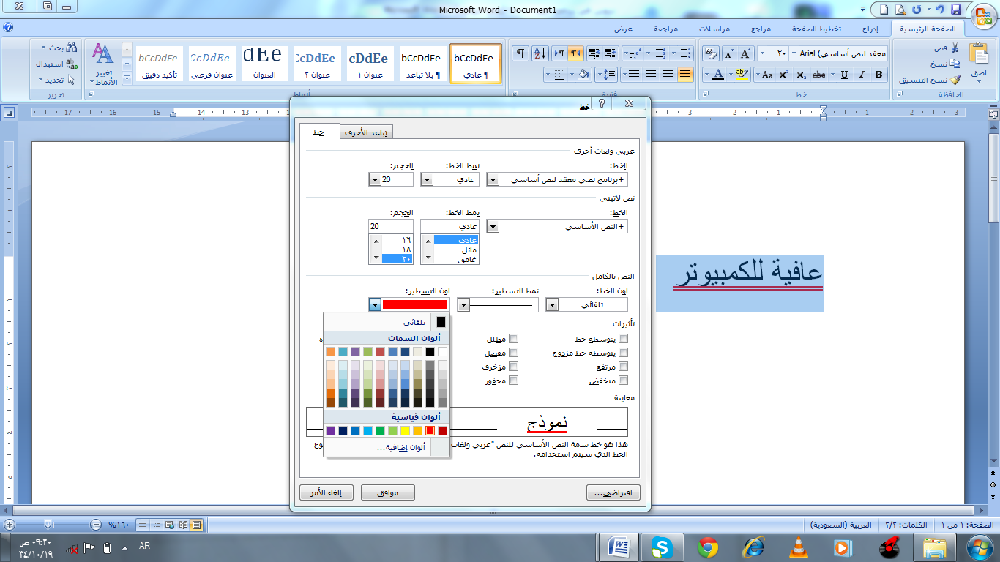 Microsoft Word - Document1
الصفحة الرئيسية إدراج تخطيط الصفحة مراجع مراسلات مراجعة عرض
لصق
قص
نسخ
نسخ التنسيق
الحافظة
معقد لنص أساسي) Arial
٢٠
خط
فقرة
AaBbCcDdEe
¶ عادي
¶ بلا تباعد
عنوان ١
عنوان ٢
العنوان
عنوان فرعي
تأكيد دقيق
تغيير الأنماط
أنماط
بحث
استبدال
تحديد
تحرير
خط
خط تباعد الأحرف
عربي ولغات أخرى
الخط: نمط الخط: الحجم:
+برنامج نصي معقد لنص أساسي عادي 20
نص لاتيني
الخط: نمط الخط: الحجم:
+النص الأساسي عادي 20
عادي ١٦
مائل ١٨
غامق ٢٠
النص بالكامل
لون الخط: نمط التسطير: لون التسطير:
تلقائي
تلقائي
ألوان السمات
ألوان قياسية
ألوان إضافية...
تأثيرات
يتوسطه خط مظلل
يتوسطه خط مزدوج مفصل
مرتفع مزخرف
منخفض محفور
معاينة
نموذج
هذا هو خط سمة النص الأساسي للنص "عربي ولغات
الخط الذي سيتم استخدامه.
افتراضي... موافق إلغاء الأمر
عافية للكمبيوتر
الصفحة: ١ من ١ الكلمات: ٢/٢ العربية (السعودية) ١٦٠%
AR
٠٩:٣٠ ص
٣٤/١٠/١٩